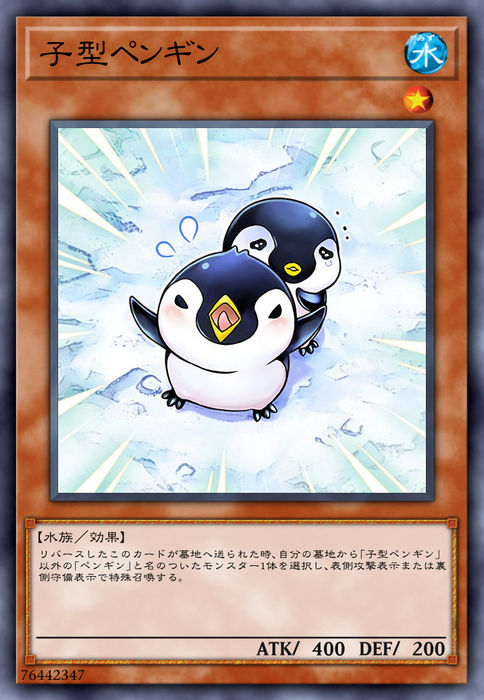 子型ペンギン
みず
水
【水族／効果】
リバースしたこのカードが墓地へ送られた時、自分の墓地から「子型ペンギン」
以外の「ペンギン」と名のついたモンスター1体を選択し、表側攻撃表示または裏
側守備表示で特殊召喚する。
ATK/ 400 DEF/ 200
76442347